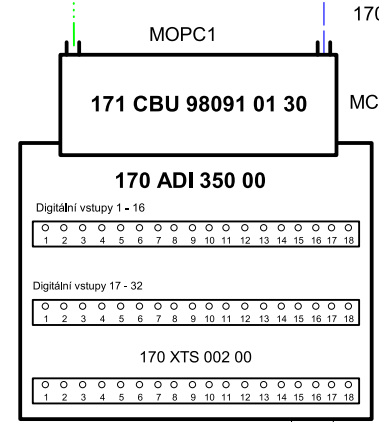 170
MOPC1
171 CBU 98091 01 30
MC
170 ADI 350 00
Digitální vstupy 1 - 16
1 2 3 4 5 6 7 8 9 10 11 12 13 14 15 16 17 18
Digitální vstupy 17 - 32
1 2 3 4 5 6 7 8 9 10 11 12 13 14 15 16 17 18
170 XTS 002 00
1 2 3 4 5 6 7 8 9 10 11 12 13 14 15 16 17 18